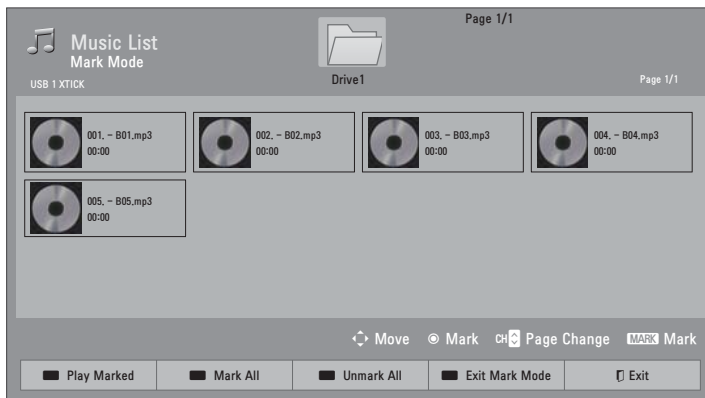 Page 1/1
Music List
Mark Mode
USB 1 XTICK
Drive1
Page 1/1
001. - B01.mp3
00:00
002. - B02.mp3
00:00
003. - B03.mp3
00:00
004. - B04.mp3
00:00
005. - B05.mp3
00:00
Move Mark CH Page Change MARK Mark
Play Marked Mark All Unmark All Exit Mark Mode Exit